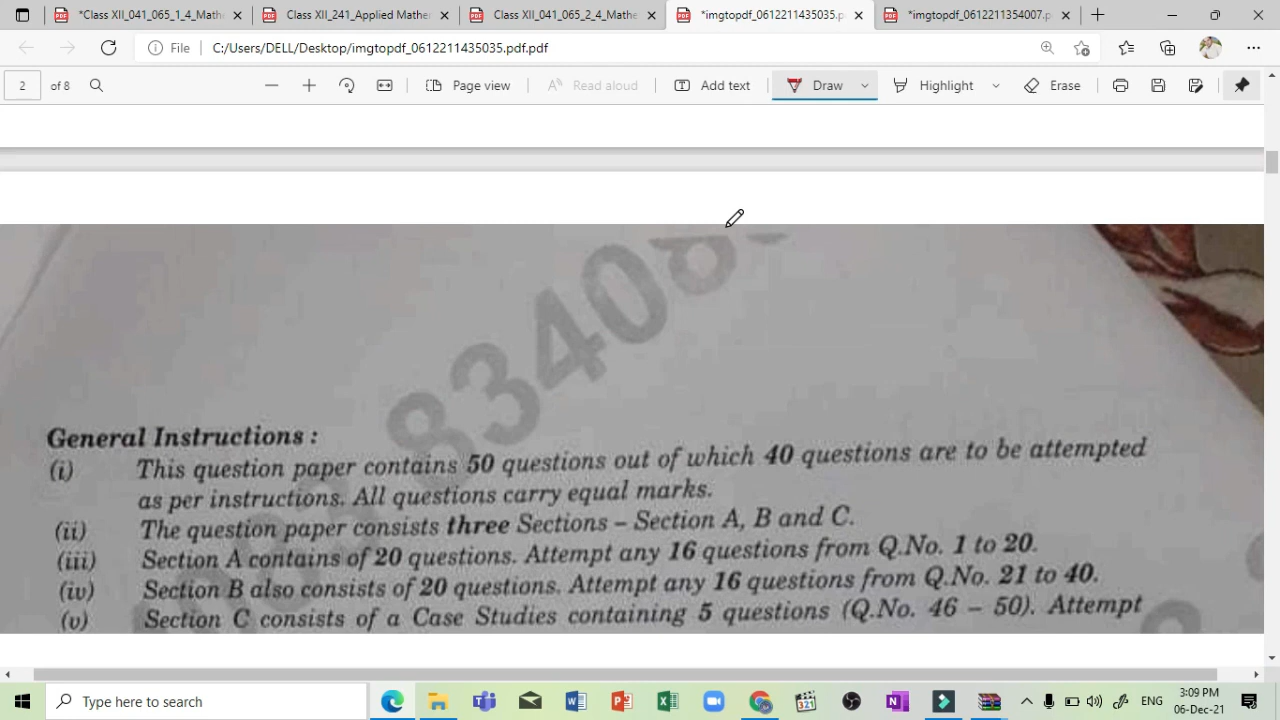 *Class XII_041_065_1_4_Mathe
Class XII_241_Applied Mather
Class XII_041_065_2_4_Mathe
*imgtopdf_0612211435035.p
*imgtopdf_0612211354007.p
File
C:/Users/DELL/Desktop/imgtopdf_0612211435035.pdf.pdf
2 of 8
Page view
Read aloud
Add text
Draw
Highlight
Erase
8340
General Instructions :
(i) This question paper contains 50 questions out of which 40 questions are to be attempted
as per instructions. All questions carry equal marks.
(ii) The question paper consists three Sections – Section A, B and C.
(iii) Section A contains of 20 questions. Attempt any 16 questions from Q.No. 1 to 20.
(iv) Section B also consists of 20 questions. Attempt any 16 questions from Q.No. 21 to 40.
(v) Section C consists of a Case Studies containing 5 questions (Q.No. 46 – 50). Attempt
Type here to search
321
ENG
3:09 PM
06-Dec-21